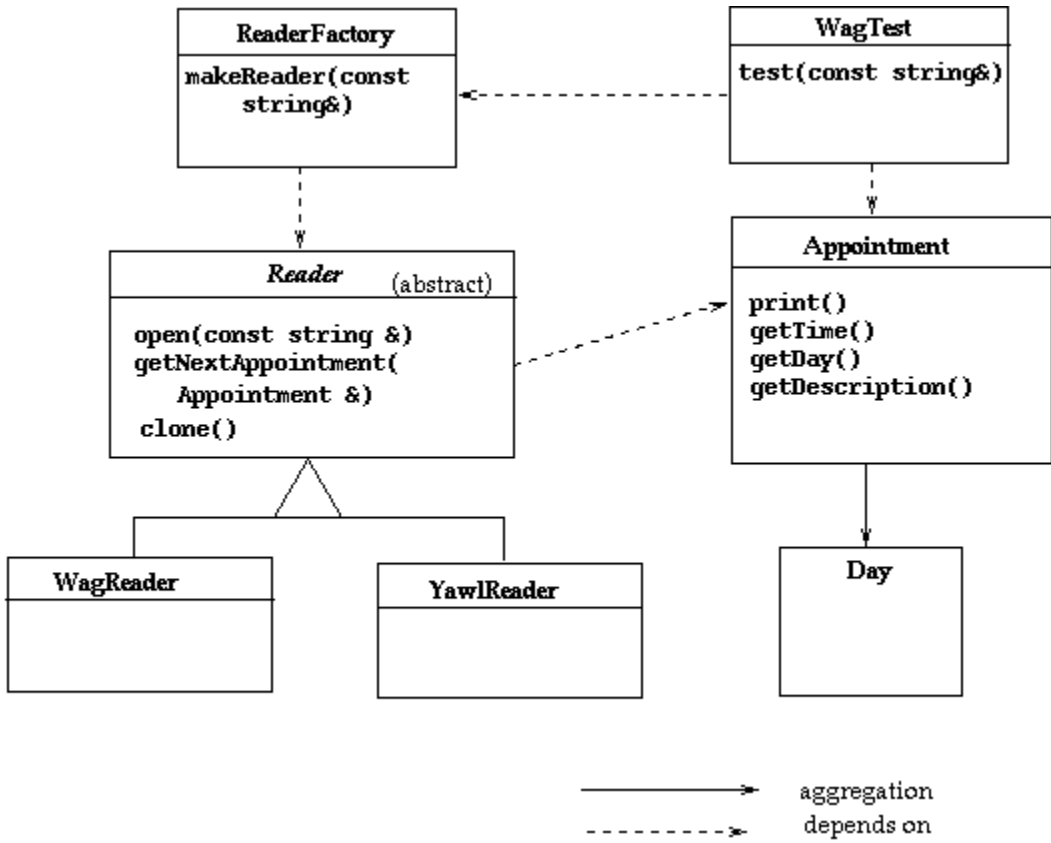 ReaderFactory
makeReader(const
string&)
WagTest
test(const string&)
Reader
(abstract)
open(const string &)
getNextAppointment(
Appointment &)
clone()
Appointment
print()
getTime()
getDay()
getDescription()
WagReader
YawlReader
Day
aggregation
depends on